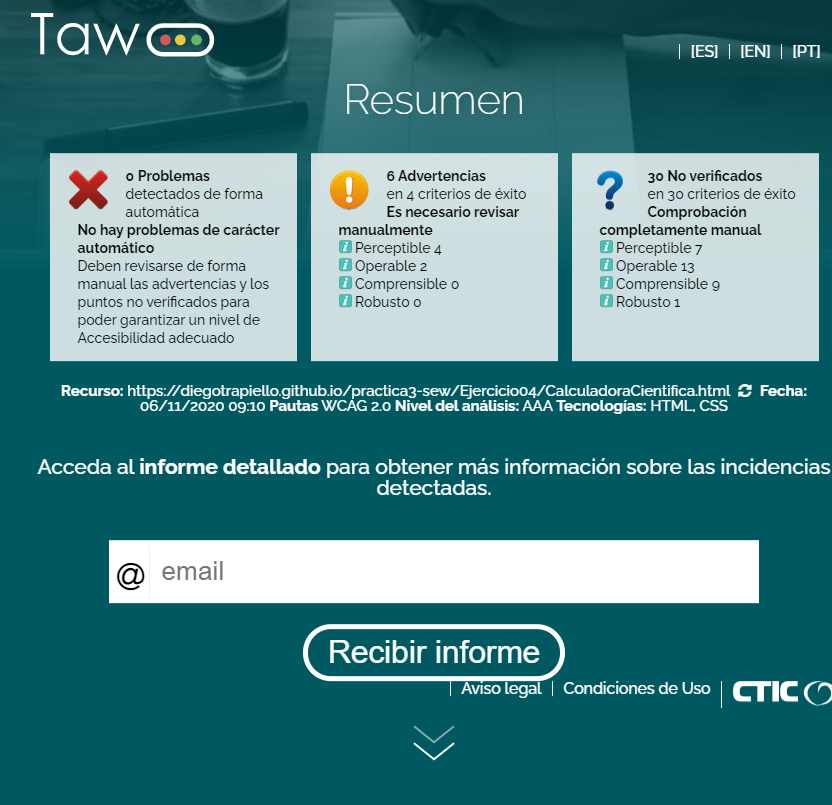 Taw
[ES] [EN] [PT]
Resumen
0 Problemas
detectados de forma
automática
No hay problemas de carácter
automático
Deben revisarse de forma
manual las advertencias y los
puntos no verificados para
poder garantizar un nivel de
Accesibilidad adecuado
6 Advertencias
en 4 criterios de éxito
Es necesario revisar
manualmente
Perceptible 4
Operable 2
Comprensible 0
Robusto 0
30 No verificados
en 30 criterios de éxito
Comprobación
completamente manual
Perceptible 7
Operable 13
Comprensible 9
Robusto 1
Recurso: https://diegotrapiello.github.io/practica3-sew/Ejercicio04/CalculadoraCientifica.html Fecha:
06/11/2020 09:10 Pautas WCAG 2.0 Nivel del análisis: AAA Tecnologías: HTML, CSS
Acceda al informe detallado para obtener más información sobre las incidencias
detectadas.
@ email
Recibir informe
Aviso legal Condiciones de Uso CTIC